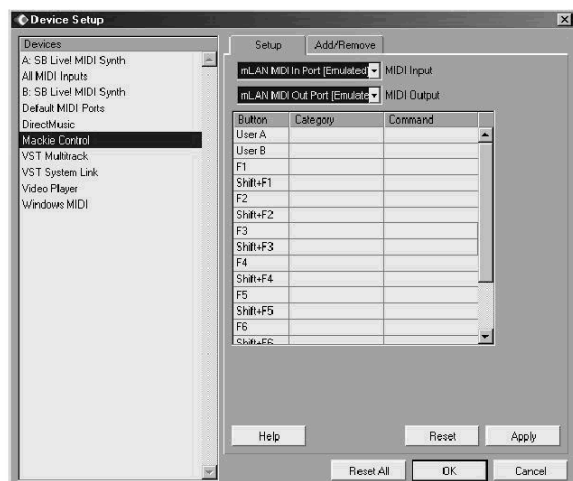 Device Setup
Devices
A: SB Live! MIDI Synth
All MIDI Inputs
B: SB Live! MIDI Synth
Default MIDI Ports
DirectMusic
Mackie Control
VST Multitrack
VST System Link
Video Player
Windows MIDI
Setup
Add/Remove
mLAN MIDI In Port [Emulated] MIDI Input
mLAN MIDI Out Port [Emulate MIDI Output
Button Category Command
User A
User B
F1
Shift+F1
F2
Shift+F2
F3
Shift+F3
F4
Shift+F4
F5
Shift+F5
F6
Shift+F6
Help Reset Apply
Reset All OK Cancel